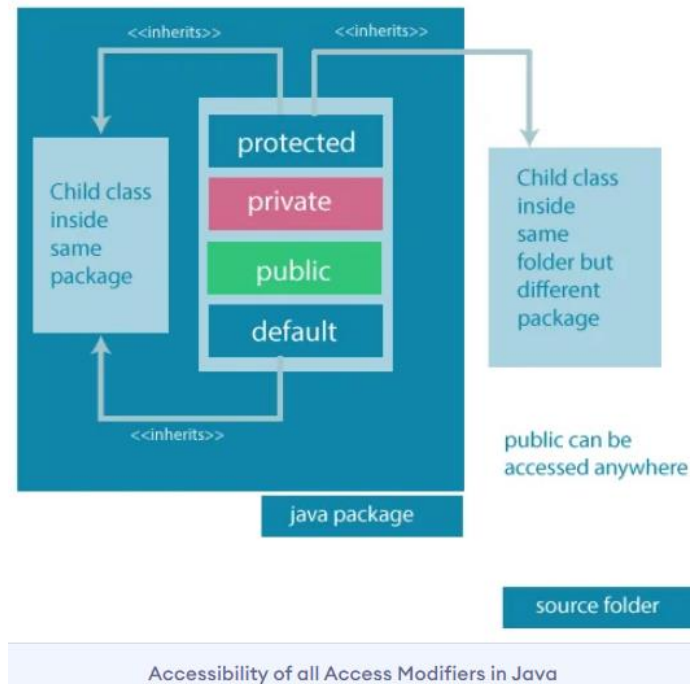 <<inherits>>
<<inherits>>
protected
private
public
default
Child class
inside
same
package
Child class
inside
same
folder but
different
package
<<inherits>>
public can be
accessed anywhere
java package
source folder
Accessibility of all Access Modifiers in Java